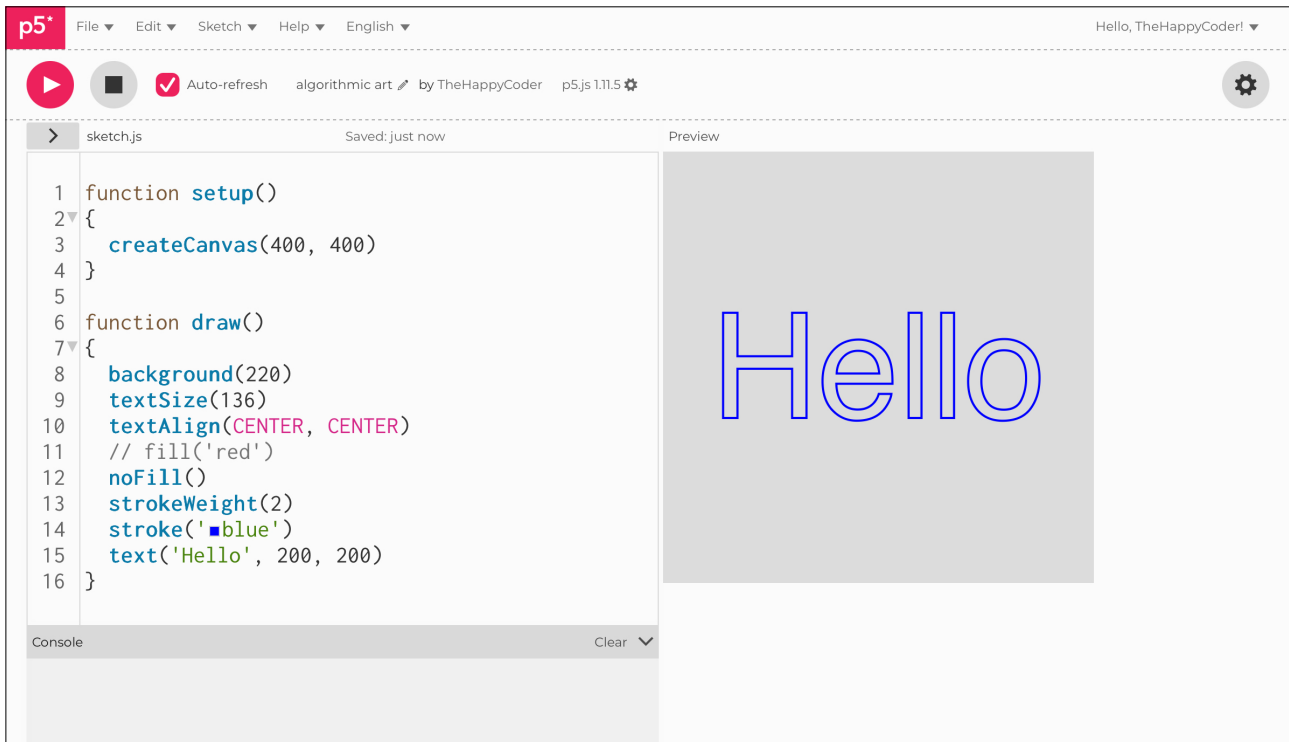 p5* File Edit Sketch Help English Hello, TheHappyCoder!
Auto-refresh algorithmic art by TheHappyCoder p5.js 1.11.5
sketch.js Saved: just now Preview
1 function setup()
2 {
3   createCanvas(400, 400)
4 }
5
6 function draw()
7 {
8   background(220)
9   textSize(136)
10   textAlign(CENTER, CENTER)
11   // fill('red')
12   noFill()
13   strokeWeight(2)
14   stroke('blue')
15   text('Hello', 200, 200)
16 }
Hello
Console Clear